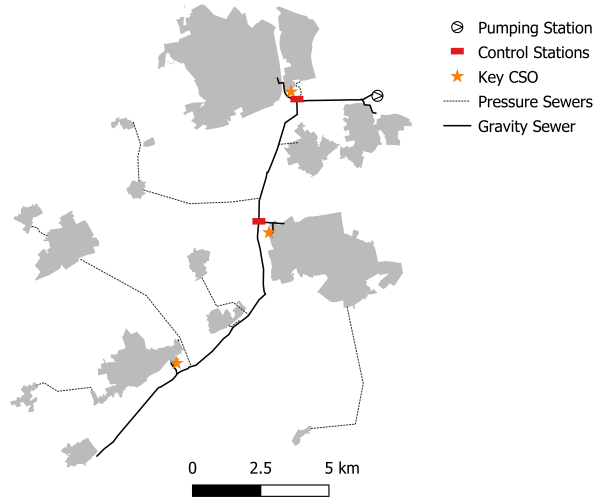 Pumping Station
Control Stations
Key CSO
Pressure Sewers
Gravity Sewer
0 2.5 5 km